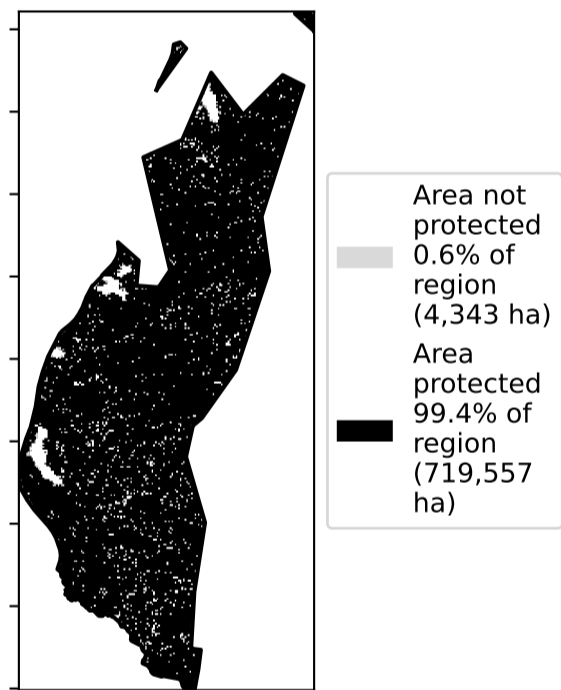 Area not
protected
0.6% of
region
(4,343 ha)
Area
protected
99.4% of
region
(719,557
ha)